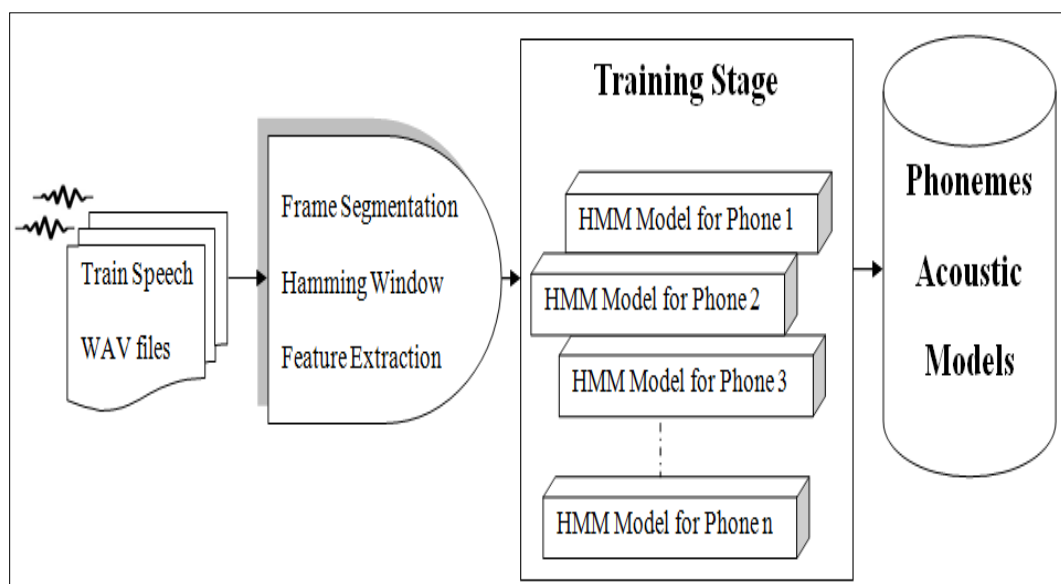 Train Speech
WAV files
Frame Segmentation
Hamming Window
Feature Extraction
Training Stage
HMM Model for Phone 1
HMM Model for Phone 2
HMM Model for Phone 3
HMM Model for Phone n
Phonemes
Acoustic
Models